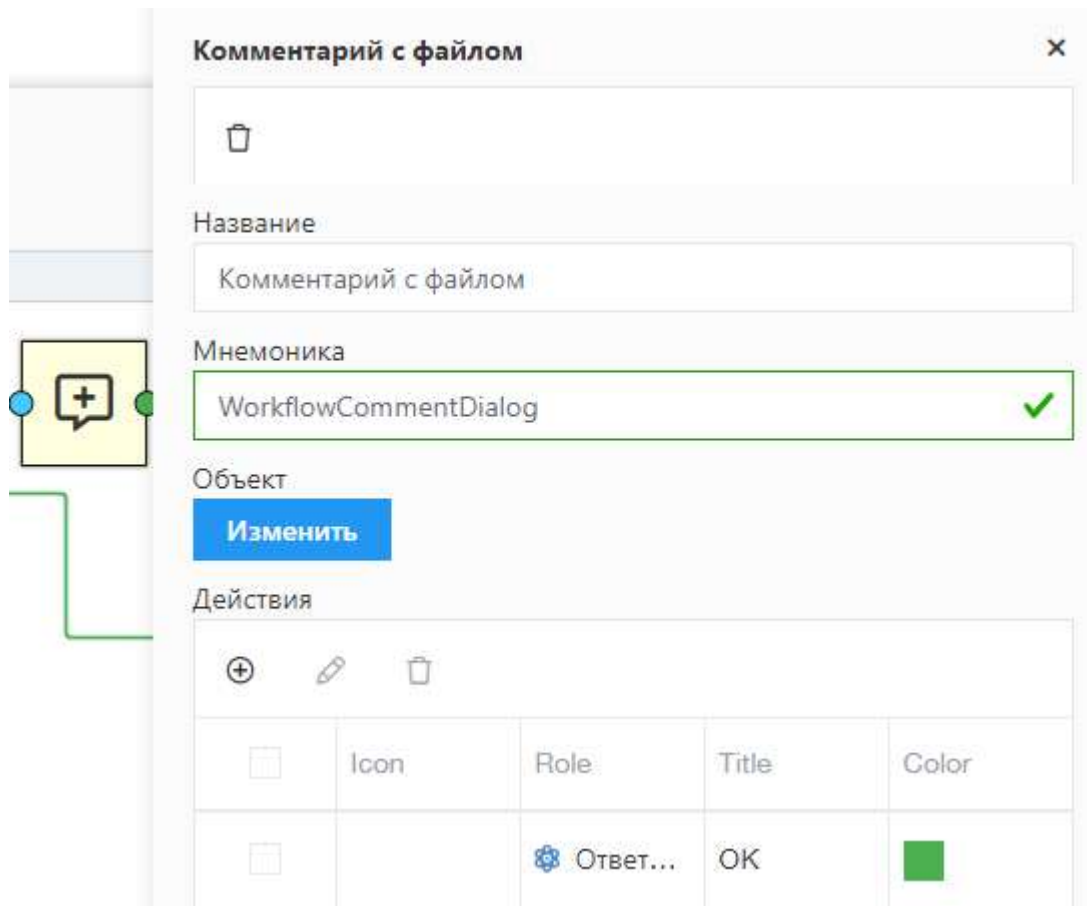 Комментарий с файлом
Название
Комментарий с файлом
Мнемоника
WorkflowCommentDialog
Объект
Изменить
Действия
Icon Role Title Color
Ответ... OK